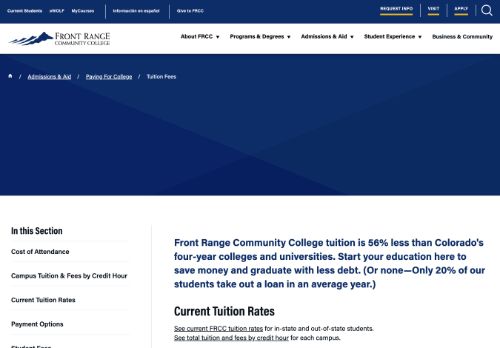 Current Students eWOLF MyCourses Información en español Give to FRCC REQUEST INFO VISIT APPLY
FRONT RANGE
COMMUNITY COLLEGE
About FRCC Programs & Degrees Admissions & Aid Student Experience Business & Community
/ Admissions & Aid / Paying For College / Tuition Fees
In this Section
Cost of Attendance
Campus Tuition & Fees by Credit Hour
Current Tuition Rates
Payment Options
Student Fees
Front Range Community College tuition is 56% less than Colorado's
four-year colleges and universities. Start your education here to
save money and graduate with less debt. (Or none—Only 20% of our
students take out a loan in an average year.)
Current Tuition Rates
See current FRCC tuition rates for in-state and out-of-state students.
See total tuition and fees by credit hour for each campus.